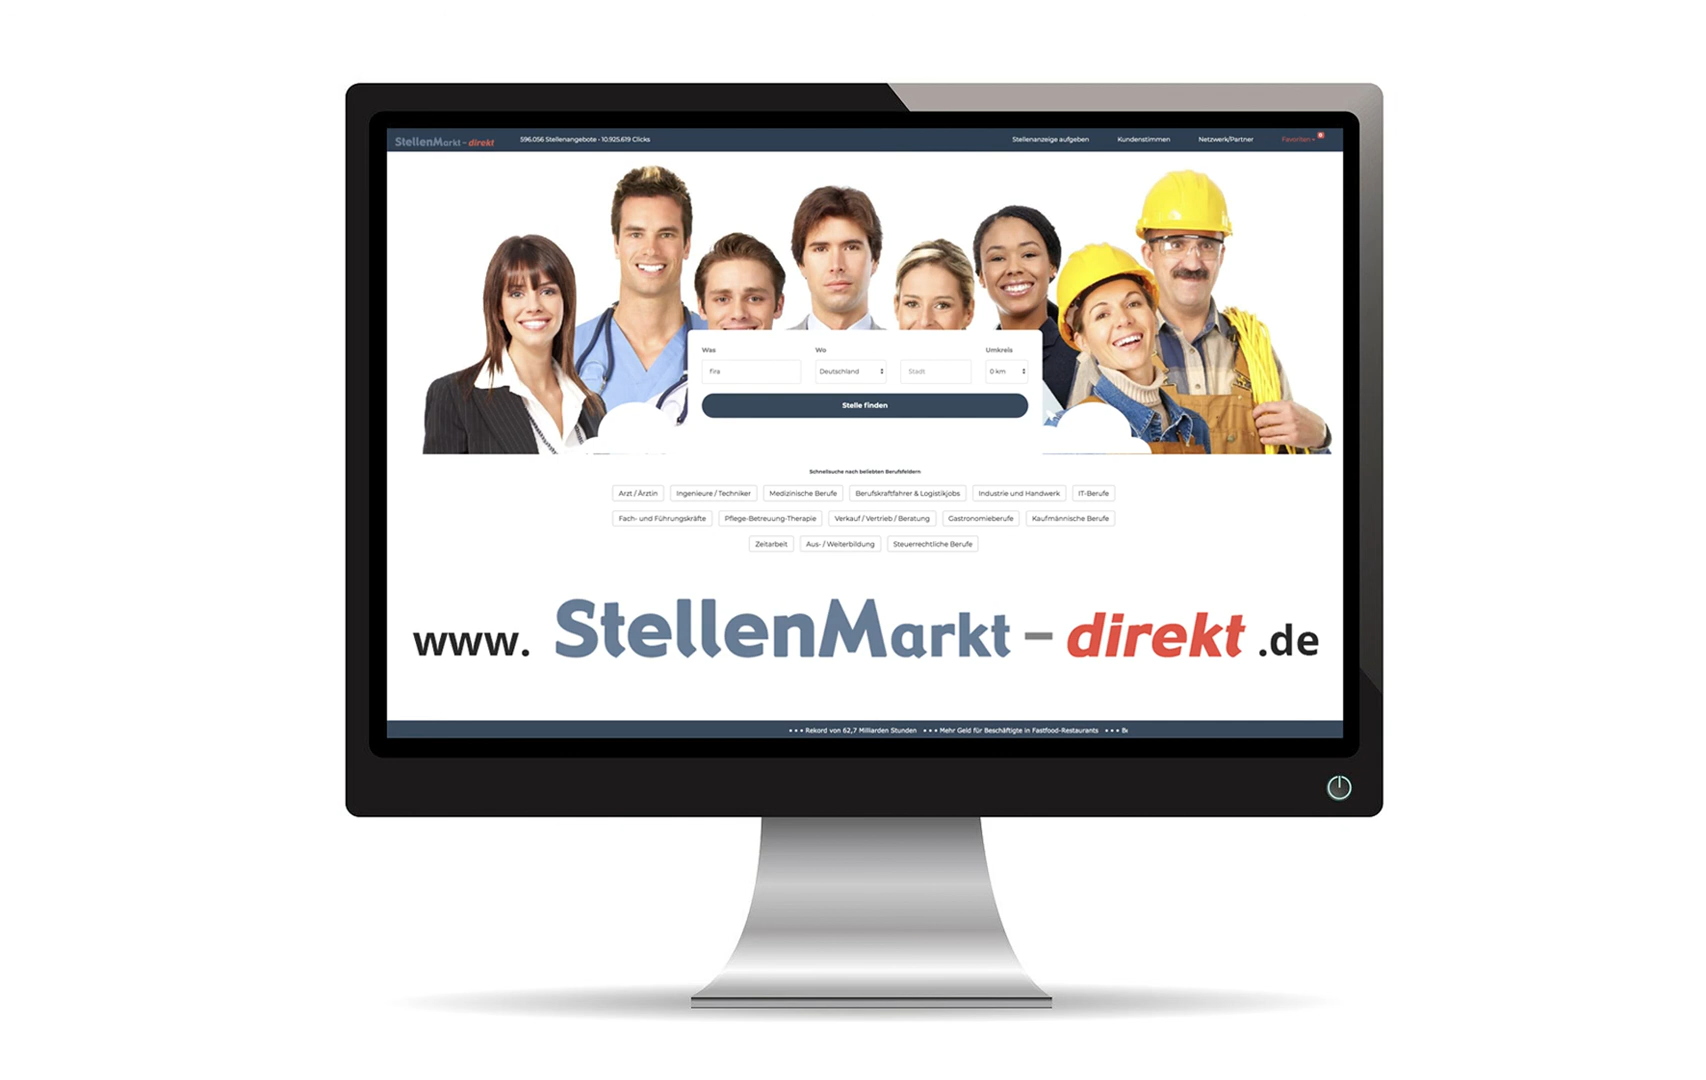 StellenMarkt - direkt 596.056 Stellenangebote • 10.925.619 Clicks Stellenanzeige aufgeben Kundenstimmen Netzwerk/Partner Favoriten
Was Wo Umkreis
fira Deutschland Stadt 0 km
Stelle finden
Schnellsuche nach beliebten Berufsfeldern
Arzt / Ärztin Ingenieure / Techniker Medizinische Berufe Berufskraftfahrer & Logistikjobs Industrie und Handwerk IT-Berufe
Fach- und Führungskräfte Pflege-Betreuung-Therapie Verkauf / Vertrieb / Beratung Gastronomieberufe Kaufmännische Berufe
Zeitarbeit Aus- / Weiterbildung Steuerrechtliche Berufe
www. StellenMarkt - direkt .de
• • • Rekord von 62,7 Milliarden Stunden • • • Mehr Geld für Beschäftigte in Fastfood-Restaurants • • •